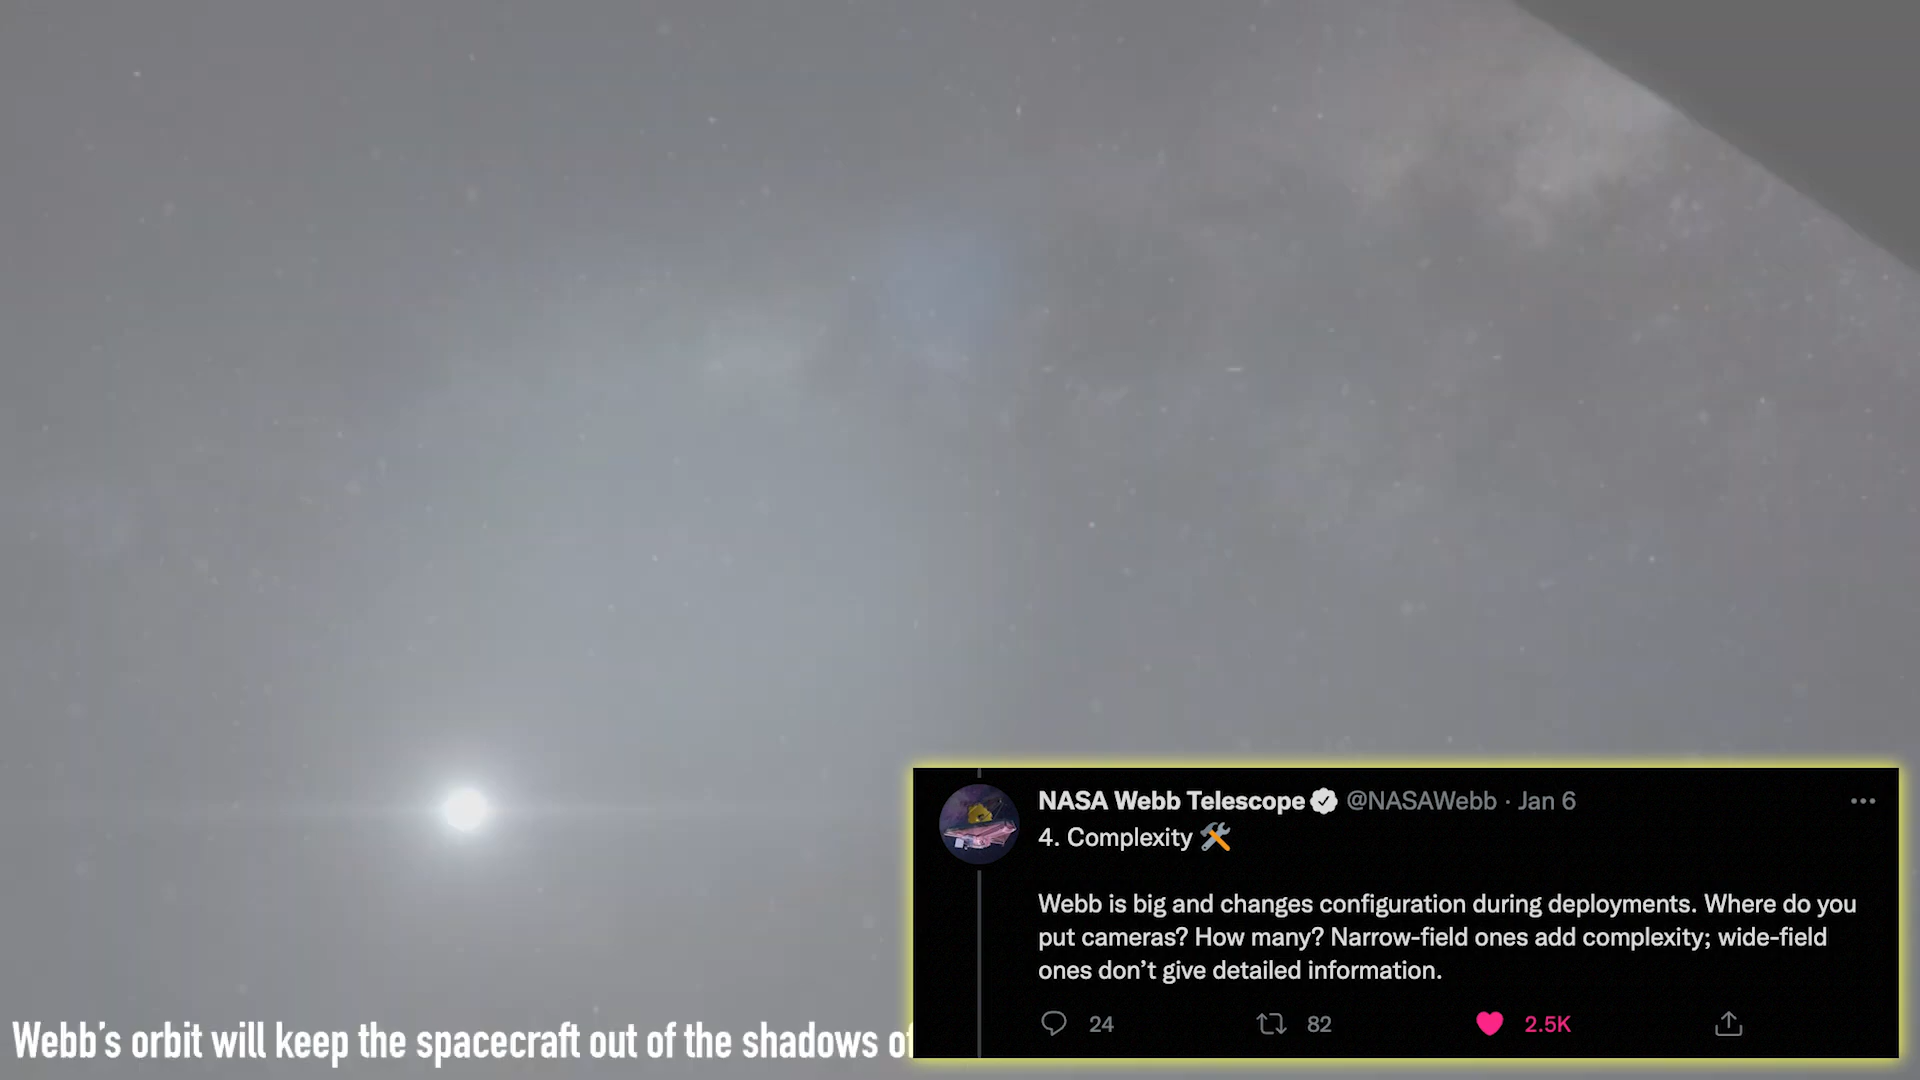 NASA Webb Telescope @NASAWebb · Jan 6
4. Complexity 🛠
Webb is big and changes configuration during deployments. Where do you
put cameras? How many? Narrow-field ones add complexity; wide-field
ones don’t give detailed information.
24 82 2.5K
Webb’s orbit will keep the spacecraft out of the shadows of